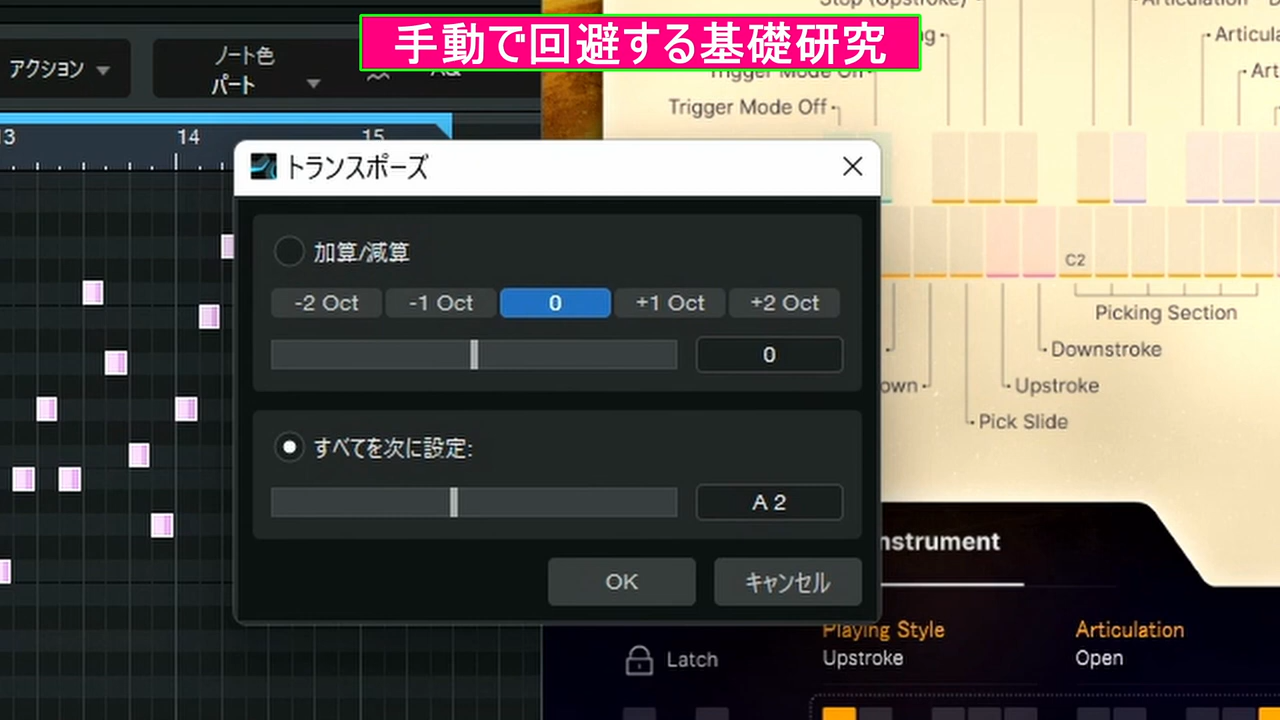 手動で回避する基礎研究
Stop (Upstroke)
Articulation
アクション
ノート色
パート
Trigger Mode On
Trigger Mode Off
13
14
15
トランスポーズ
加算/減算
-2 Oct
-1 Oct
0
+1 Oct
+2 Oct
0
C2
Picking Section
Downstroke
Upstroke
Pick Slide
すべてを次に設定:
A 2
OK
キャンセル
nstrument
Playing Style
Articulation
Latch
Upstroke
Open